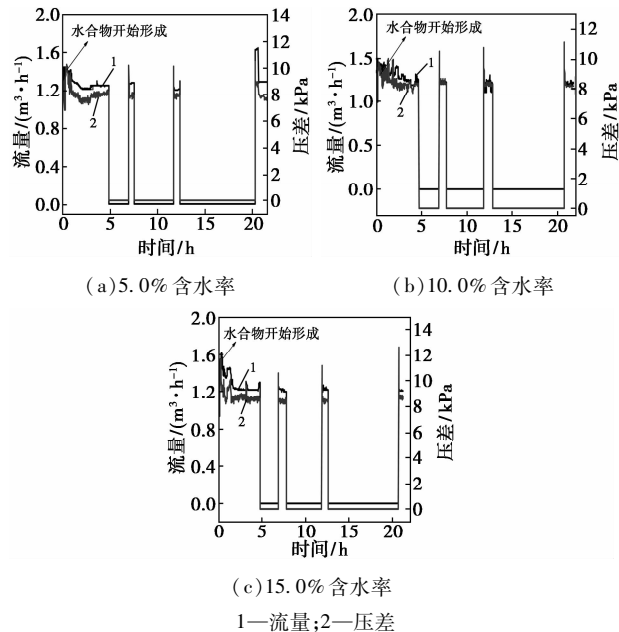 2.0
1.6
1.2
0.8
0.4
0.0
流量/(m³·h⁻¹)
水合物开始形成
1
2
14
12
10
8
6
4
2
0
压差/kPa
0 5 10 15 20
时间/h
(a)5.0%含水率
2.0
1.5
1.0
0.5
0.0
流量/(m³·h⁻¹)
水合物开始形成
1
2
12
10
8
6
4
2
0
压差/kPa
0 5 10 15 20
时间/h
(b)10.0%含水率
2.0
1.6
1.2
0.8
0.4
0.0
流量/(m³·h⁻¹)
水合物开始形成
1
2
14
12
10
8
6
4
2
0
压差/kPa
0 5 10 15 20
时间/h
(c)15.0%含水率
1—流量;2—压差